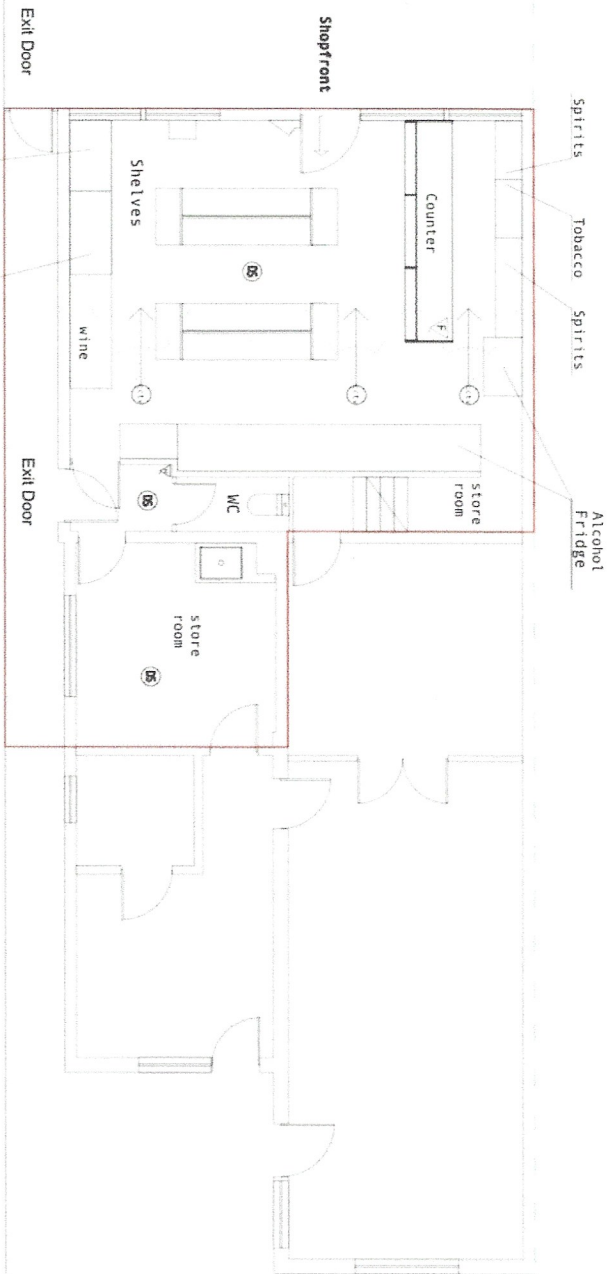 Exit Door
Shopfront
Spirits
Tobacco
Spirits
Alcohol
Fridge
Counter
F
Shelves
DS
wine
Exit Door
DS
WC
store
room
store
room
DS